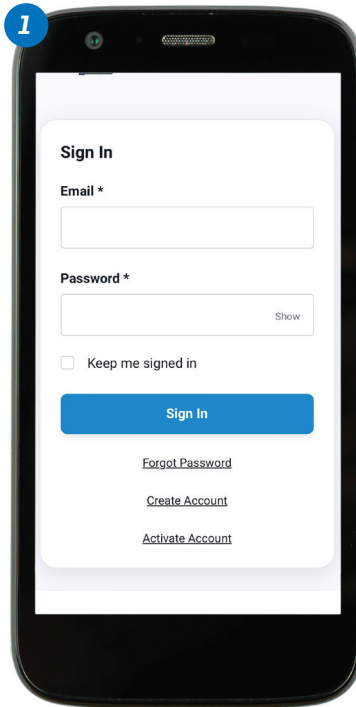 1
Sign In
Email *
Password *
Show
Keep me signed in
Sign In
Forgot Password
Create Account
Activate Account